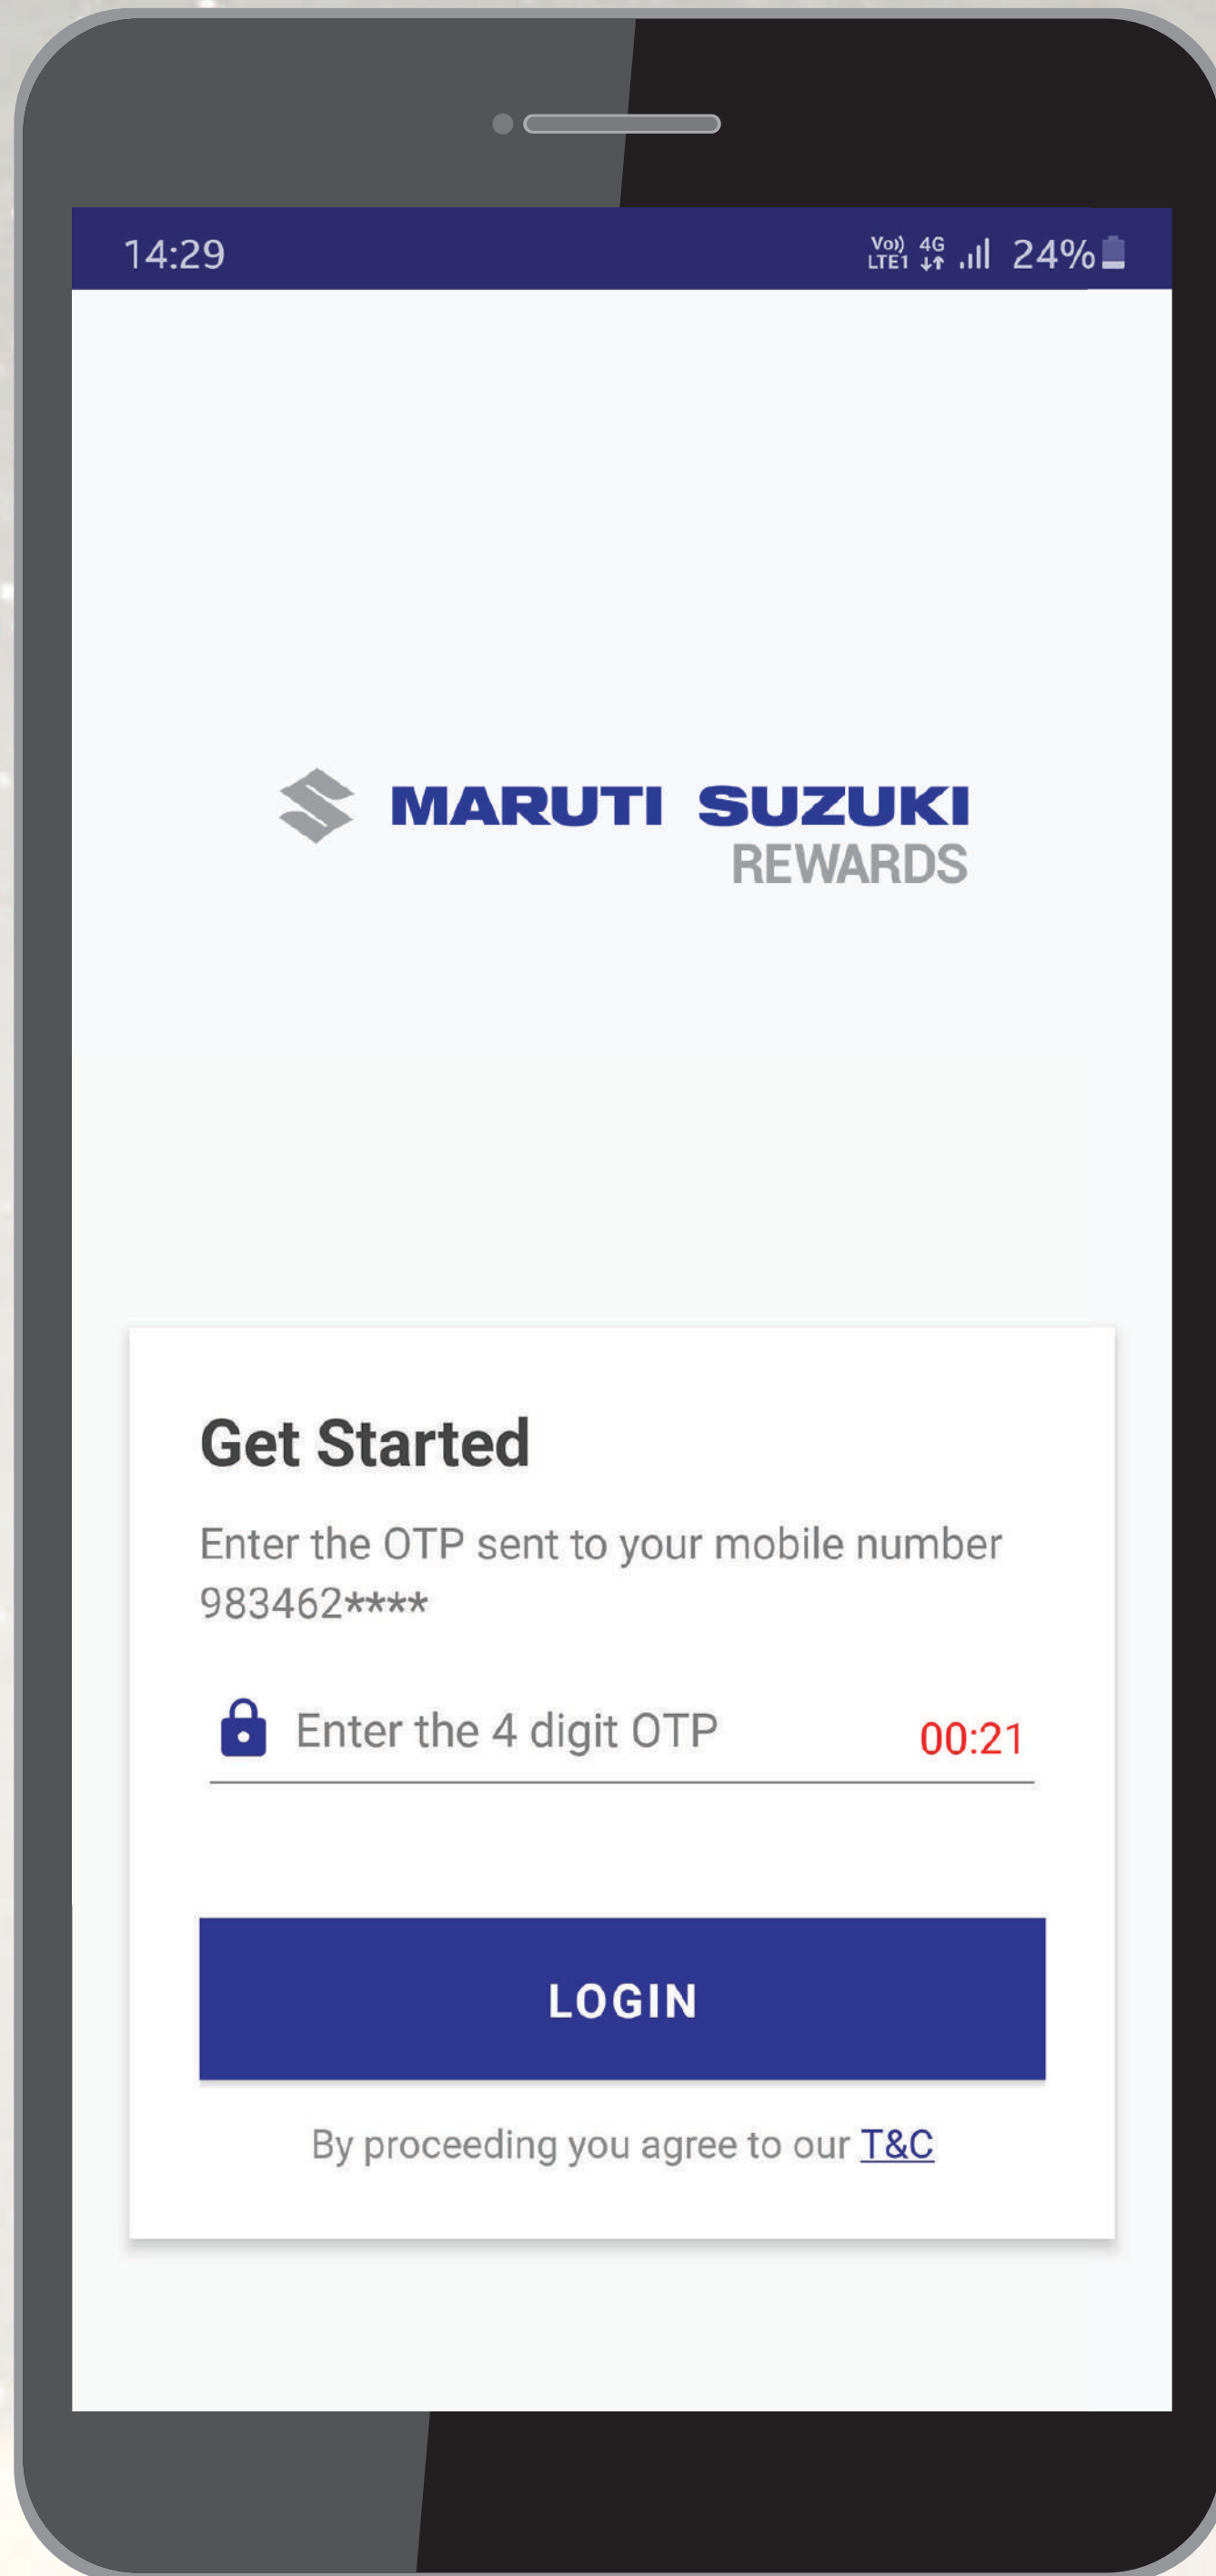 14:29
Vo)) 4G 24%
LTE1
MARUTI SUZUKI
REWARDS
Get Started
Enter the OTP sent to your mobile number
983462****
Enter the 4 digit OTP 00:21
LOGIN
By proceeding you agree to our T&C